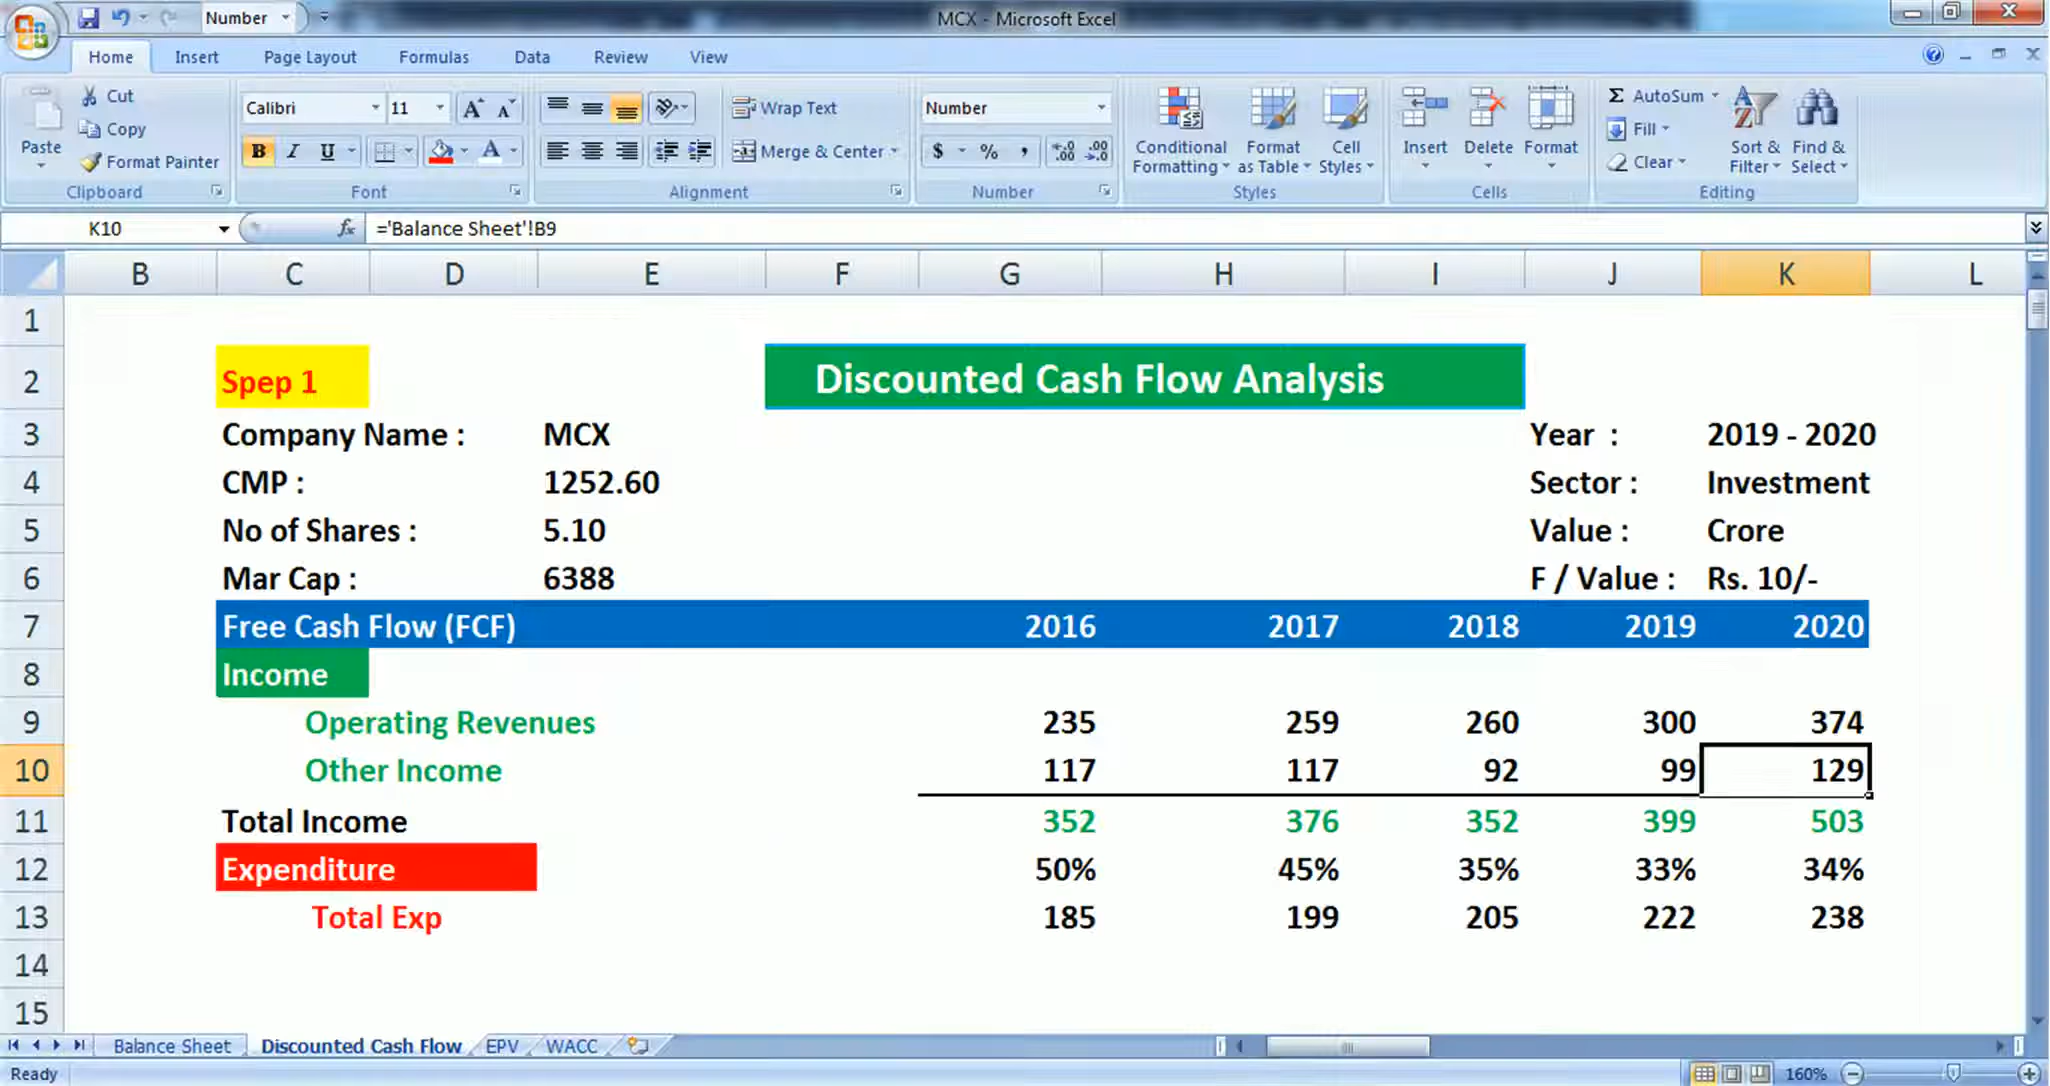 Number
MCX - Microsoft Excel
Home Insert Page Layout Formulas Data Review View
Paste
Cut
Copy
Format Painter
Clipboard
Calibri 11
B I U
A
Font
Wrap Text
Merge & Center
Alignment
Number
$ % ,
Number
Conditional Formatting
Format as Table
Cell Styles
Styles
Insert Delete Format
Cells
Σ AutoSum
Fill
Clear
Sort & Filter
Find & Select
Editing
K10 fx ='Balance Sheet'!B9
B C D E F G H I J K L
1
2 Spep 1 Discounted Cash Flow Analysis
3 Company Name : MCX Year : 2019 - 2020
4 CMP : 1252.60 Sector : Investment
5 No of Shares : 5.10 Value : Crore
6 Mar Cap : 6388 F / Value : Rs. 10/-
7 Free Cash Flow (FCF) 2016 2017 2018 2019 2020
8 Income
9 Operating Revenues 235 259 260 300 374
10 Other Income 117 117 92 99 129
11 Total Income 352 376 352 399 503
12 Expenditure 50% 45% 35% 33% 34%
13 Total Exp 185 199 205 222 238
14
15
Balance Sheet Discounted Cash Flow EPV WACC
Ready 160%